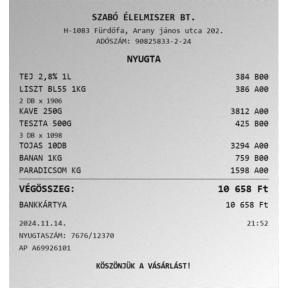 SZABÓ ÉLELMISZER BT.
H-1083 Fürdőfa, Arany jános utca 202.
ADÓSZÁM: 90825833-2-24
NYUGTA
TEJ 2,8% 1L 384 B00
LISZT BL55 1KG 386 A00
2 DB x 1906
KAVE 250G 3812 A00
TESZTA 500G 425 B00
3 DB x 1098
TOJAS 10DB 3294 A00
BANAN 1KG 759 B00
PARADICSOM KG 1598 A00
VÉGÖSSZEG: 10 658 Ft
BANKKÁRTYA 10 658 Ft
2024.11.14. 21:52
NYUGTASZÁM: 7676/12370
AP A69926101
KÖSZÖNJÜK A VÁSÁRLÁST!